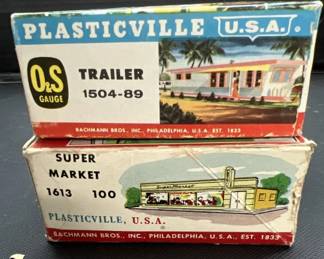 PLASTICVILLE U.S.A.
O&S
GAUGE
TRAILER
1504-89
BACHMANN BROS., INC., PHILADELPHIA, U.S.A. EST. 1833
SUPER
MARKET
1613 100
SuperMarket
PLASTICVILLE, U.S.A.
BACHMANN BROS., INC., PHILADELPHIA, U.S.A., EST. 1833